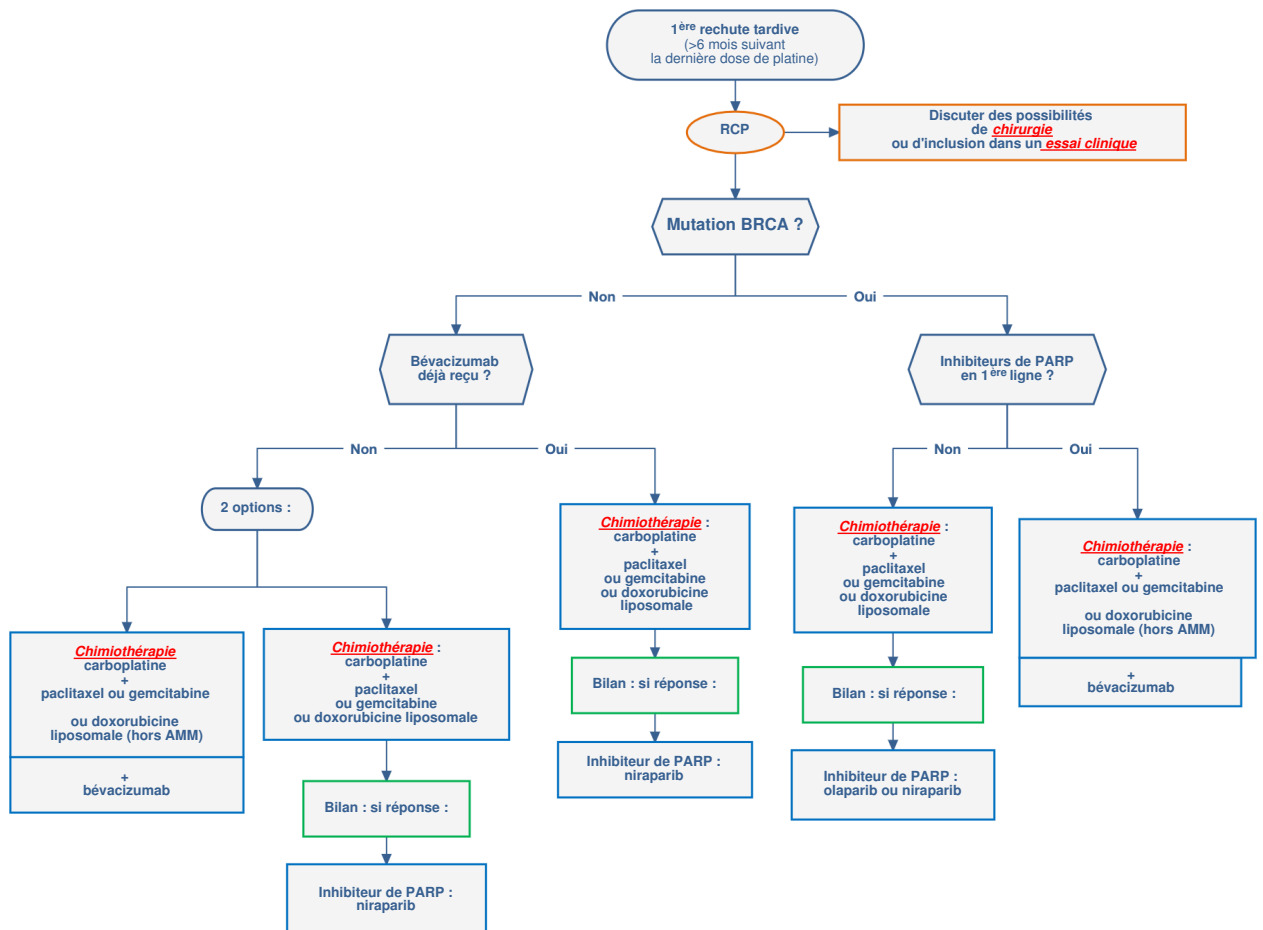 1ère rechute tardive
(>6 mois suivant
la dernière dose de platine)
RCP
Discuter des possibilités
de chirurgie
ou d'inclusion dans un essai clinique
Mutation BRCA ?
Non
Oui
Bévacizumab
déjà reçu ?
Inhibiteurs de PARP
en 1ère ligne ?
Non
Oui
Non
Oui
2 options :
Chimiothérapie :
carboplatine
+
paclitaxel
ou gemcitabine
ou doxorubicine
liposomale
Chimiothérapie :
carboplatine
+
paclitaxel
ou gemcitabine
ou doxorubicine
liposomale
Chimiothérapie :
carboplatine
+
paclitaxel ou gemcitabine
ou doxorubicine
liposomale (hors AMM)
+
bévacizumab
Chimiothérapie
carboplatine
+
paclitaxel ou gemcitabine
ou doxorubicine
liposomale (hors AMM)
+
bévacizumab
Chimiothérapie :
carboplatine
+
paclitaxel
ou gemcitabine
ou doxorubicine liposomale
Bilan : si réponse :
Bilan : si réponse :
Inhibiteur de PARP :
niraparib
Inhibiteur de PARP :
olaparib ou niraparib
Bilan : si réponse :
Inhibiteur de PARP :
niraparib